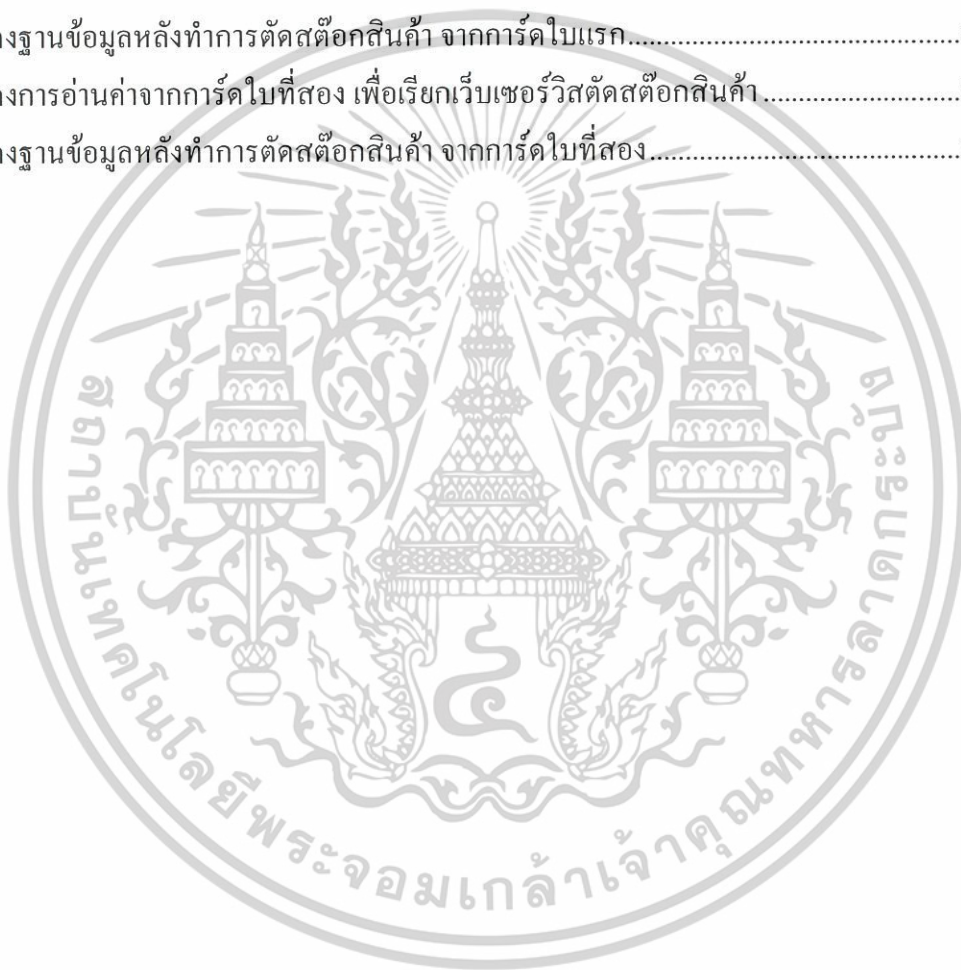 งฐานข้อมูลหลังทำการตัดสต๊อกสินค้า จากการ์ดใบแรก
งการอ่านค่าจากการ์ดใบที่สอง เพื่อเรียกเว็บเซอร์วิสตัดสต๊อกสินค้า
งฐานข้อมูลหลังทำการตัดสต๊อกสินค้า จากการ์ดใบที่สอง
สถาบันเทคโนโลยีพระจอมเกล้าเจ้าคุณทหารลาดกระบัง